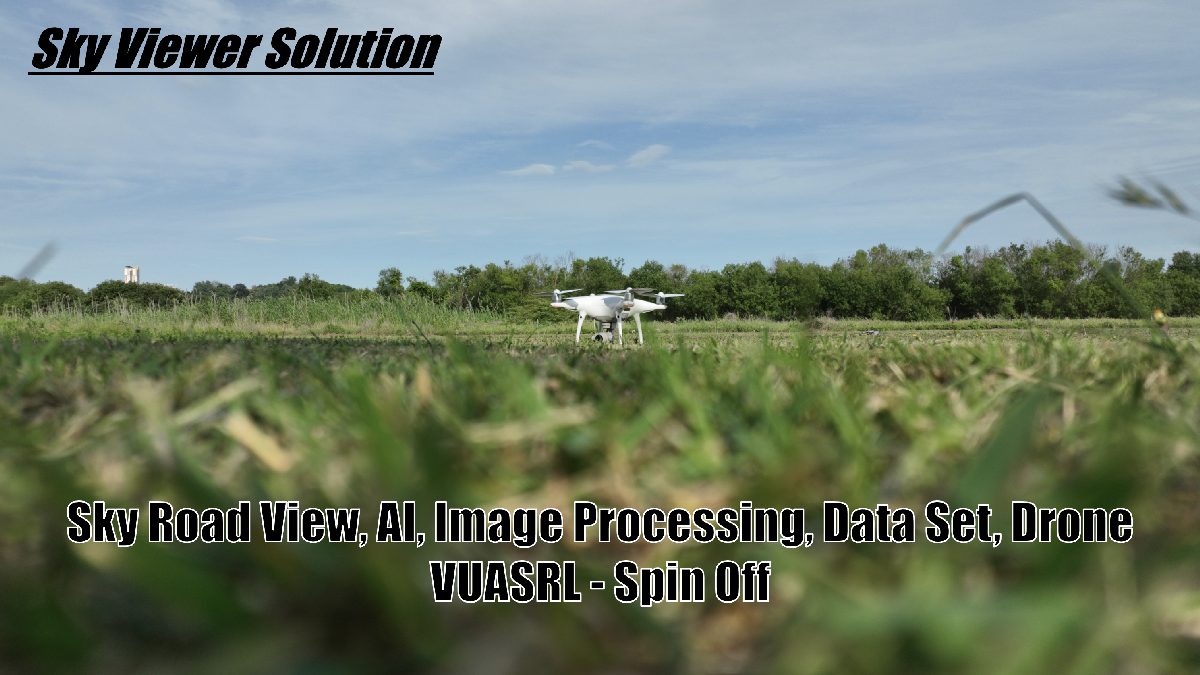 Sky Viewer Solution
Sky Road View, AI, Image Processing, Data Set, Drone
VUASRL - Spin Off